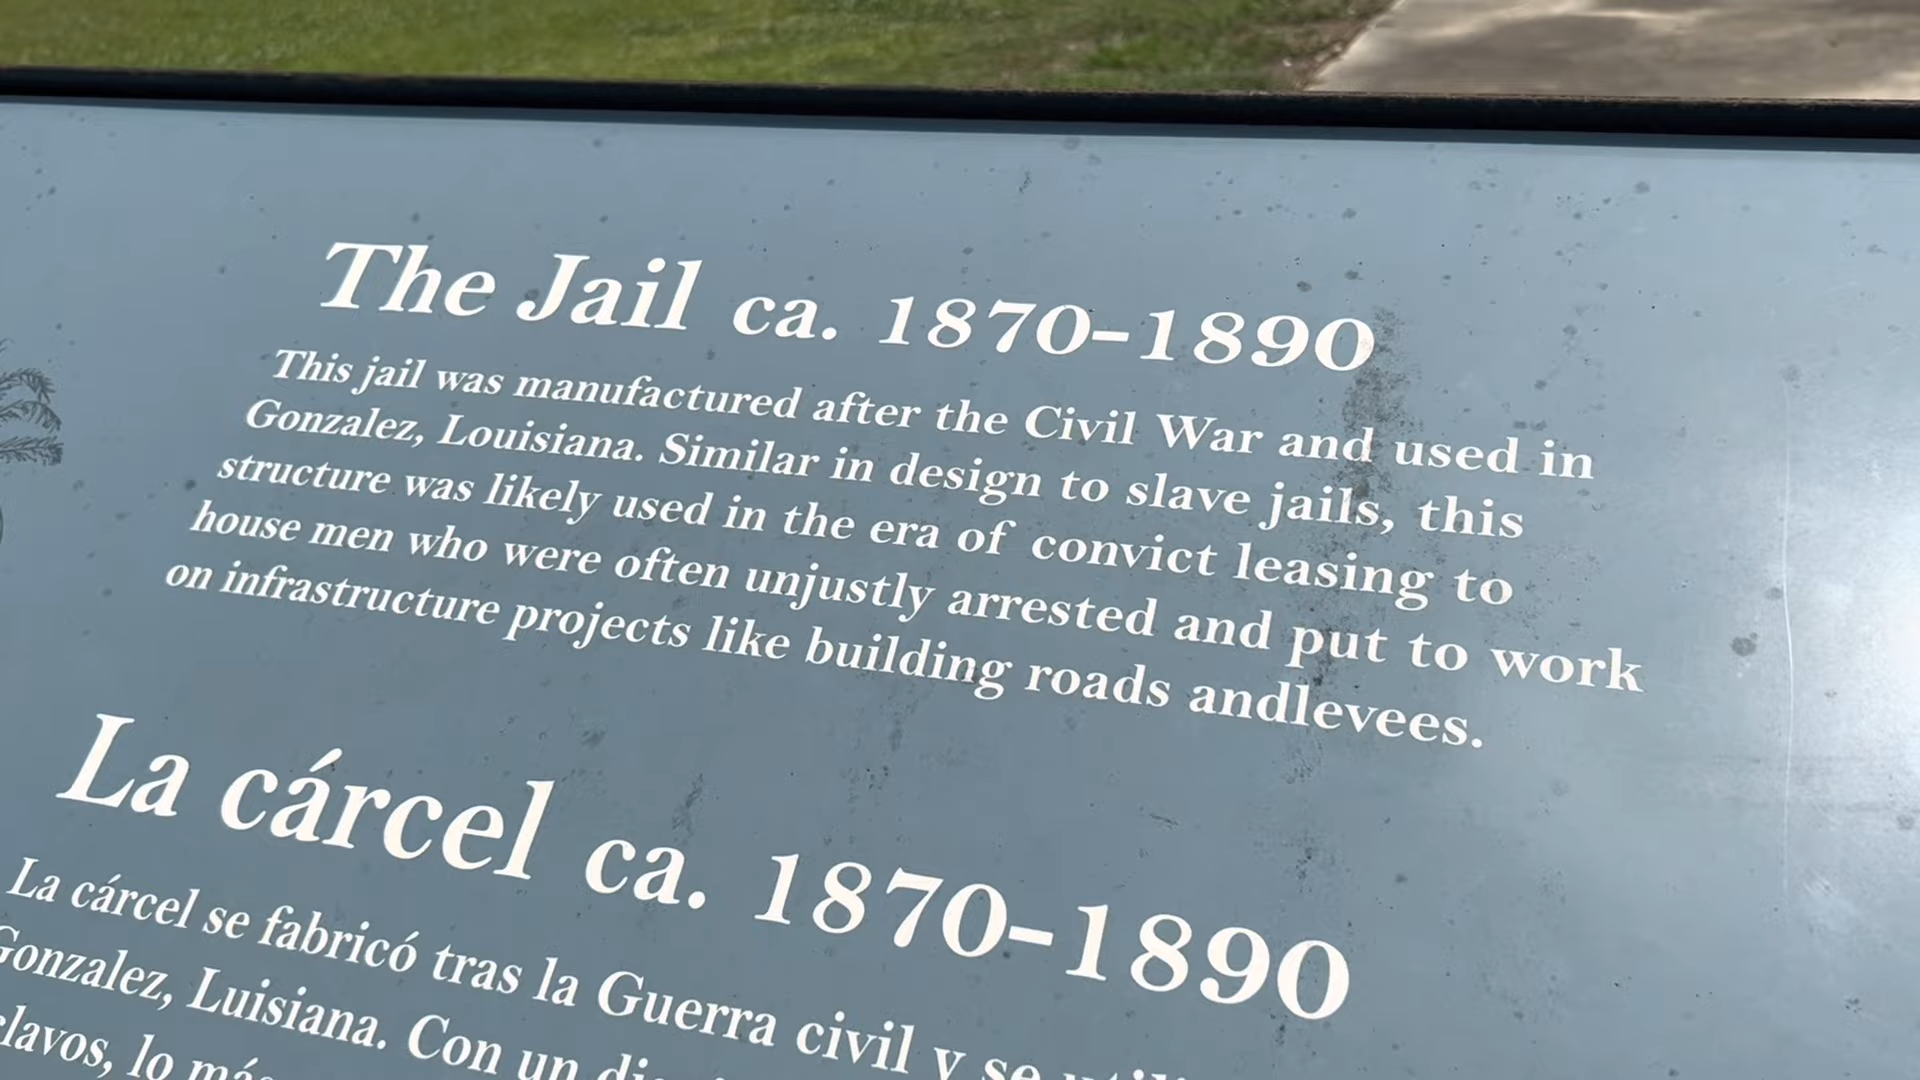 The Jail ca. 1870-1890
This jail was manufactured after the Civil War and used in
Gonzalez, Louisiana. Similar in design to slave jails, this
structure was likely used in the era of convict leasing to
house men who were often unjustly arrested and put to work
on infrastructure projects like building roads andlevees.
La cárcel ca. 1870-1890
La cárcel se fabricó tras la Guerra civil y se
Gonzalez, Luisiana. Con un
lo más